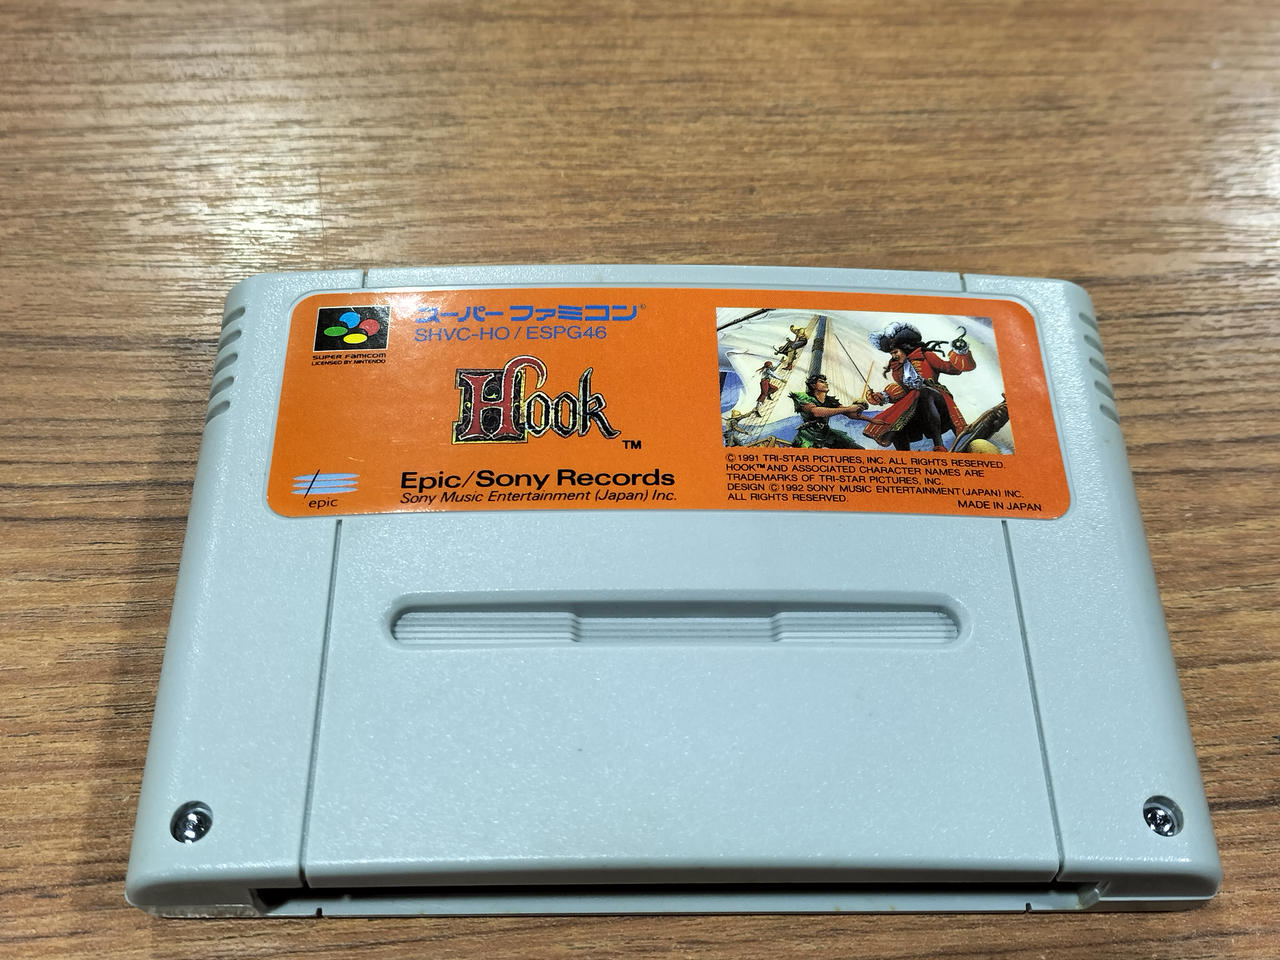 スーパーファミコン©
SHVC-HO/ESPG46
SUPER FAMICOM
LICENSED BY NINTENDO
Hook
TM
epic
Epic/Sony Records
Sony Music Entertainment (Japan) Inc.
©1991 TRI-STAR PICTURES, INC. ALL RIGHTS RESERVED.
HOOK™ AND ASSOCIATED CHARACTER NAMES ARE
TRADEMARKS OF TRI-STAR PICTURES, INC.
DESIGN ©1992 SONY MUSIC ENTERTAINMENT (JAPAN) INC.
ALL RIGHTS RESERVED.
MADE IN JAPAN